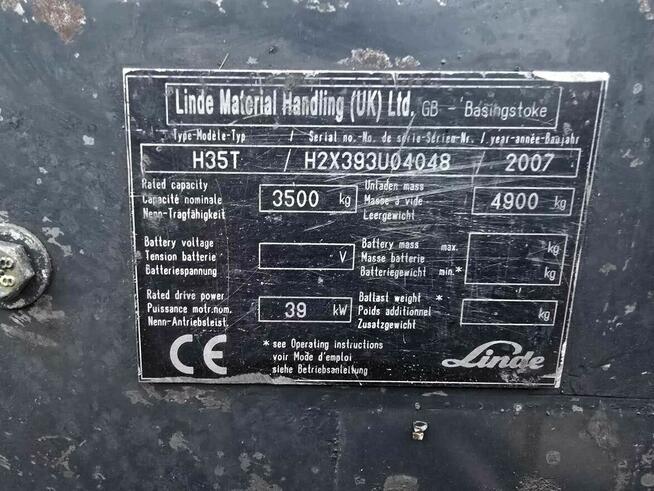 Linde Material Handling (UK) Ltd. GB - Basingstoke
Type-Modèle-Typ / Serial no.-No. de série-Serien-Nr. / year-année-Baujahr
H35T / H2X393U04048 / 2007
Rated capacity
Capacité nominale
Nenn-Tragfähigkeit
3500 kg
Unladen mass
Masse à vide
Leergewicht
4900 kg
Battery voltage
Tension batterie
Batteriespannung
V
Battery mass max.
Masse batterie
Batteriegewicht min.*
kg
kg
Rated drive power
Puissance motr.nom.
Nenn-Antriebsleist.
39 kW
Ballast weight *
Poids additionnel
Zusatzgewicht
kg
CE
* see Operating instructions
voir Mode d'emploi
siehe Betriebsanleitung
Linde
8.8